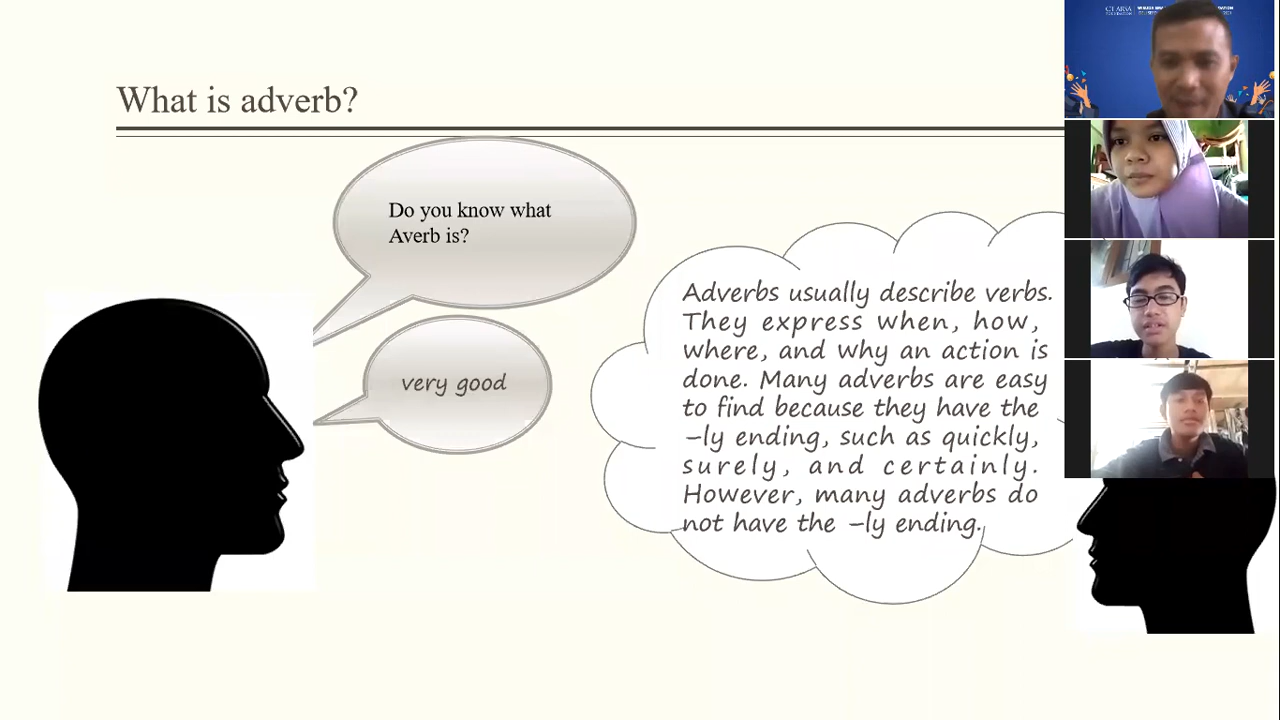 What is adverb?
Do you know what
Averb is?
very good
Adverbs usually describe verbs.
They express when, how,
where, and why an action is
done. Many adverbs are easy
to find because they have the
–ly ending, such as quickly,
surely, and certainly.
However, many adverbs do
not have the –ly ending.